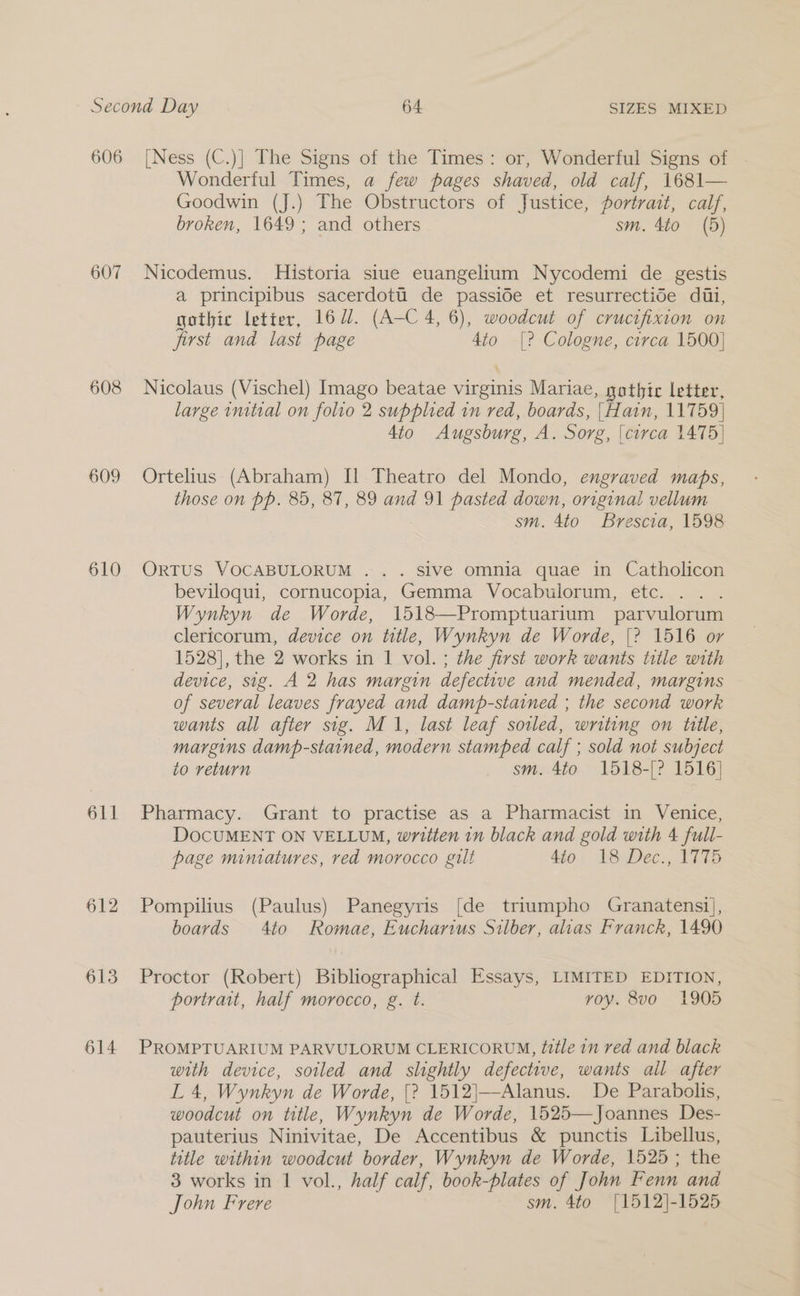 Second Day 64 SIZES MIXED
606 [Ness (C.)] The Signs of the Times: or, Wonderful Signs of
Wonderful Times, a few pages shaved, old calf, 1681—
Goodwin (J.) The Obstructors of Justice, portrait, calf,
broken, 1649; and others sm. 4to (5)
607 Nicodemus. Historia siue euangelium Nycodemi de gestis
a principibus sacerdotū de passiōe et resurrectiōe dūi,
gothic letter, 16 ll. (A–C 4, 6), woodcut of crucifixion on
first and last page 4to [? Cologne, circa 1500]
608 Nicolaus (Vischel) Imago beatae virginis Mariae, gothic letter,
large initial on folio 2 supplied in red, boards, [Hain, 11759]
4to Augsburg, A. Sorg, [circa 1475]
609 Ortelius (Abraham) Il Theatro del Mondo, engraved maps,
those on pp. 85, 87, 89 and 91 pasted down, original vellum
sm. 4to Brescia, 1598
610 ORTUS VOCABULORUM . . . sive omnia quae in Catholicon
beviloqui, cornucopia, Gemma Vocabulorum, etc. . . .
Wynkyn de Worde, 1518—Promptuarium parvulorum
clericorum, device on title, Wynkyn de Worde, [? 1516 or
1528], the 2 works in 1 vol. ; the first work wants title with
device, sig. A 2 has margin defective and mended, margins
of several leaves frayed and damp-stained ; the second work
wants all after sig. M 1, last leaf soiled, writing on title,
margins damp-stained, modern stamped calf ; sold not subject
to return sm. 4to 1518-[? 1516]
611 Pharmacy. Grant to practise as a Pharmacist in Venice,
DOCUMENT ON VELLUM, written in black and gold with 4 full-
page miniatures, red morocco gilt 4to 18 Dec., 1775
612 Pompilius (Paulus) Panegyris [de triumpho Granatensi],
boards 4to Romae, Eucharius Silber, alias Franck, 1490
613 Proctor (Robert) Bibliographical Essays, LIMITED EDITION,
portrait, half morocco, g. t. roy. 8vo 1905
614 PROMPTUARIUM PARVULORUM CLERICORUM, title in red and black
with device, soiled and slightly defective, wants all after
L 4, Wynkyn de Worde, [? 1512]—Alanus. De Parabolis,
woodcut on title, Wynkyn de Worde, 1525—Joannes Des-
pauterius Ninivitae, De Accentibus & punctis Libellus,
title within woodcut border, Wynkyn de Worde, 1525 ; the
3 works in 1 vol., half calf, book-plates of John Fenn and
John Frere sm. 4to [1512]-1525